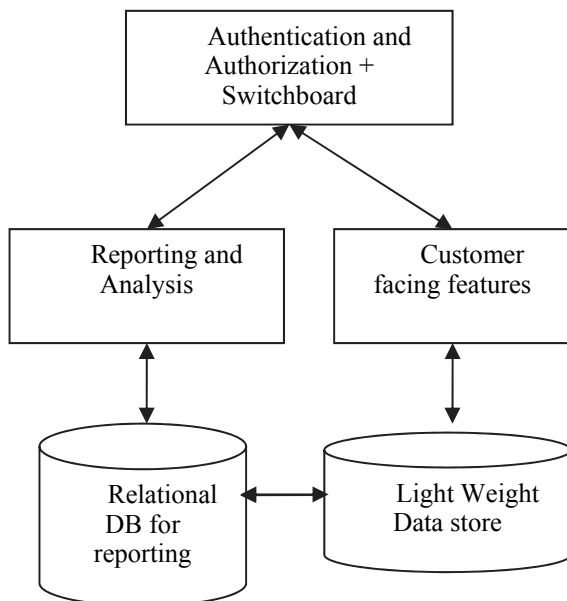 Authentication and
Authorization +
Switchboard
Reporting and
Analysis
Customer
facing features
Relational
DB for
reporting
Light Weight
Data store